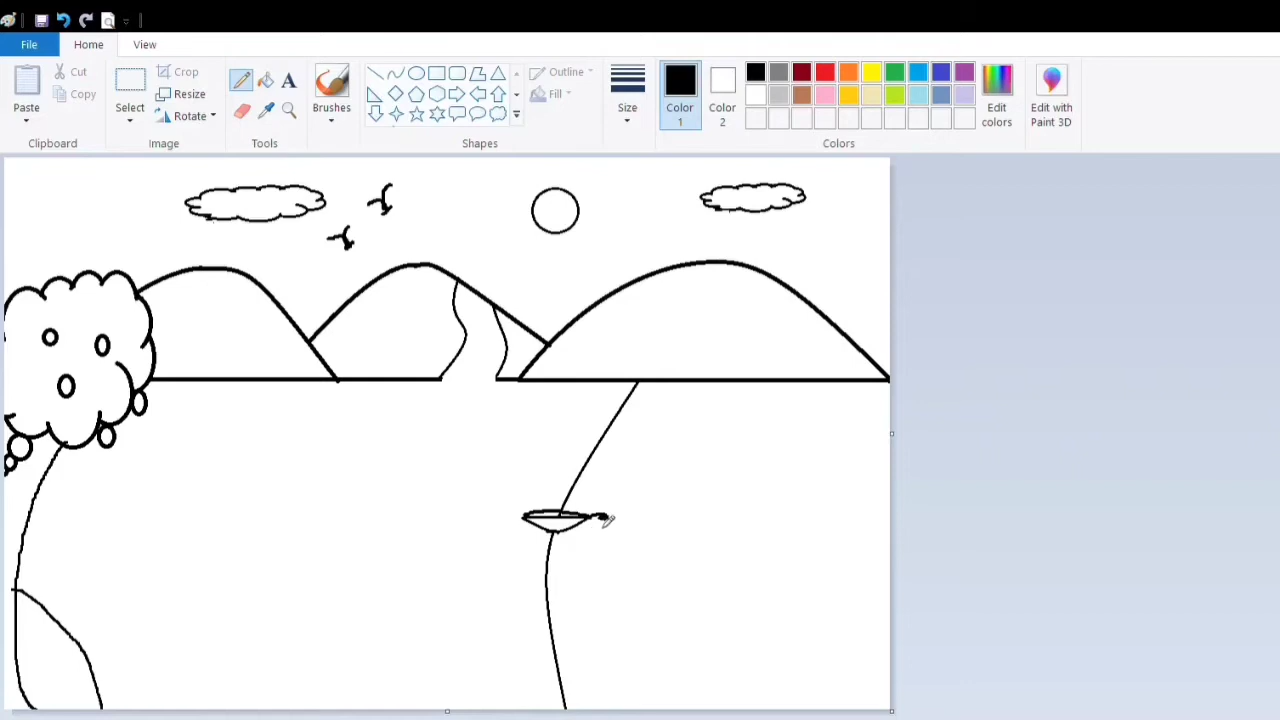 File Home View
Paste
Cut
Copy
Clipboard
Select
Crop
Resize
Rotate
Image
A
Tools
Brushes
Outline
Fill
Shapes
Size
Color
1
Color
2
Edit
colors
Colors
Edit with
Paint 3D